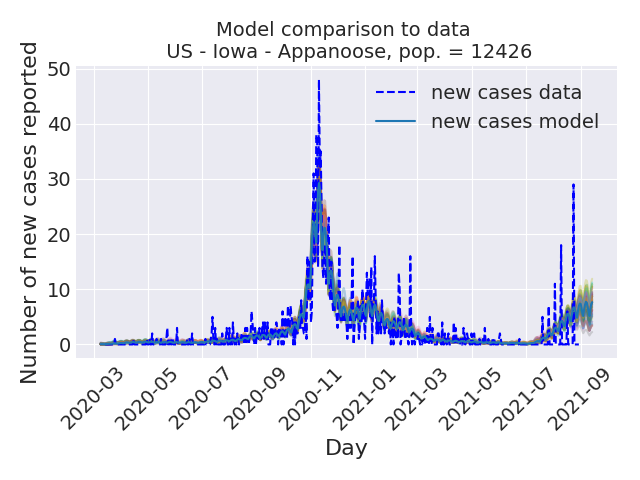 Model comparison to data
US - Iowa - Appanoose, pop. = 12426
Number of new cases reported
50
40
30
20
10
0
new cases data
new cases model
2020-03
2020-05
2020-07
2020-09
2020-11
2021-01
2021-03
2021-05
2021-07
2021-09
Day